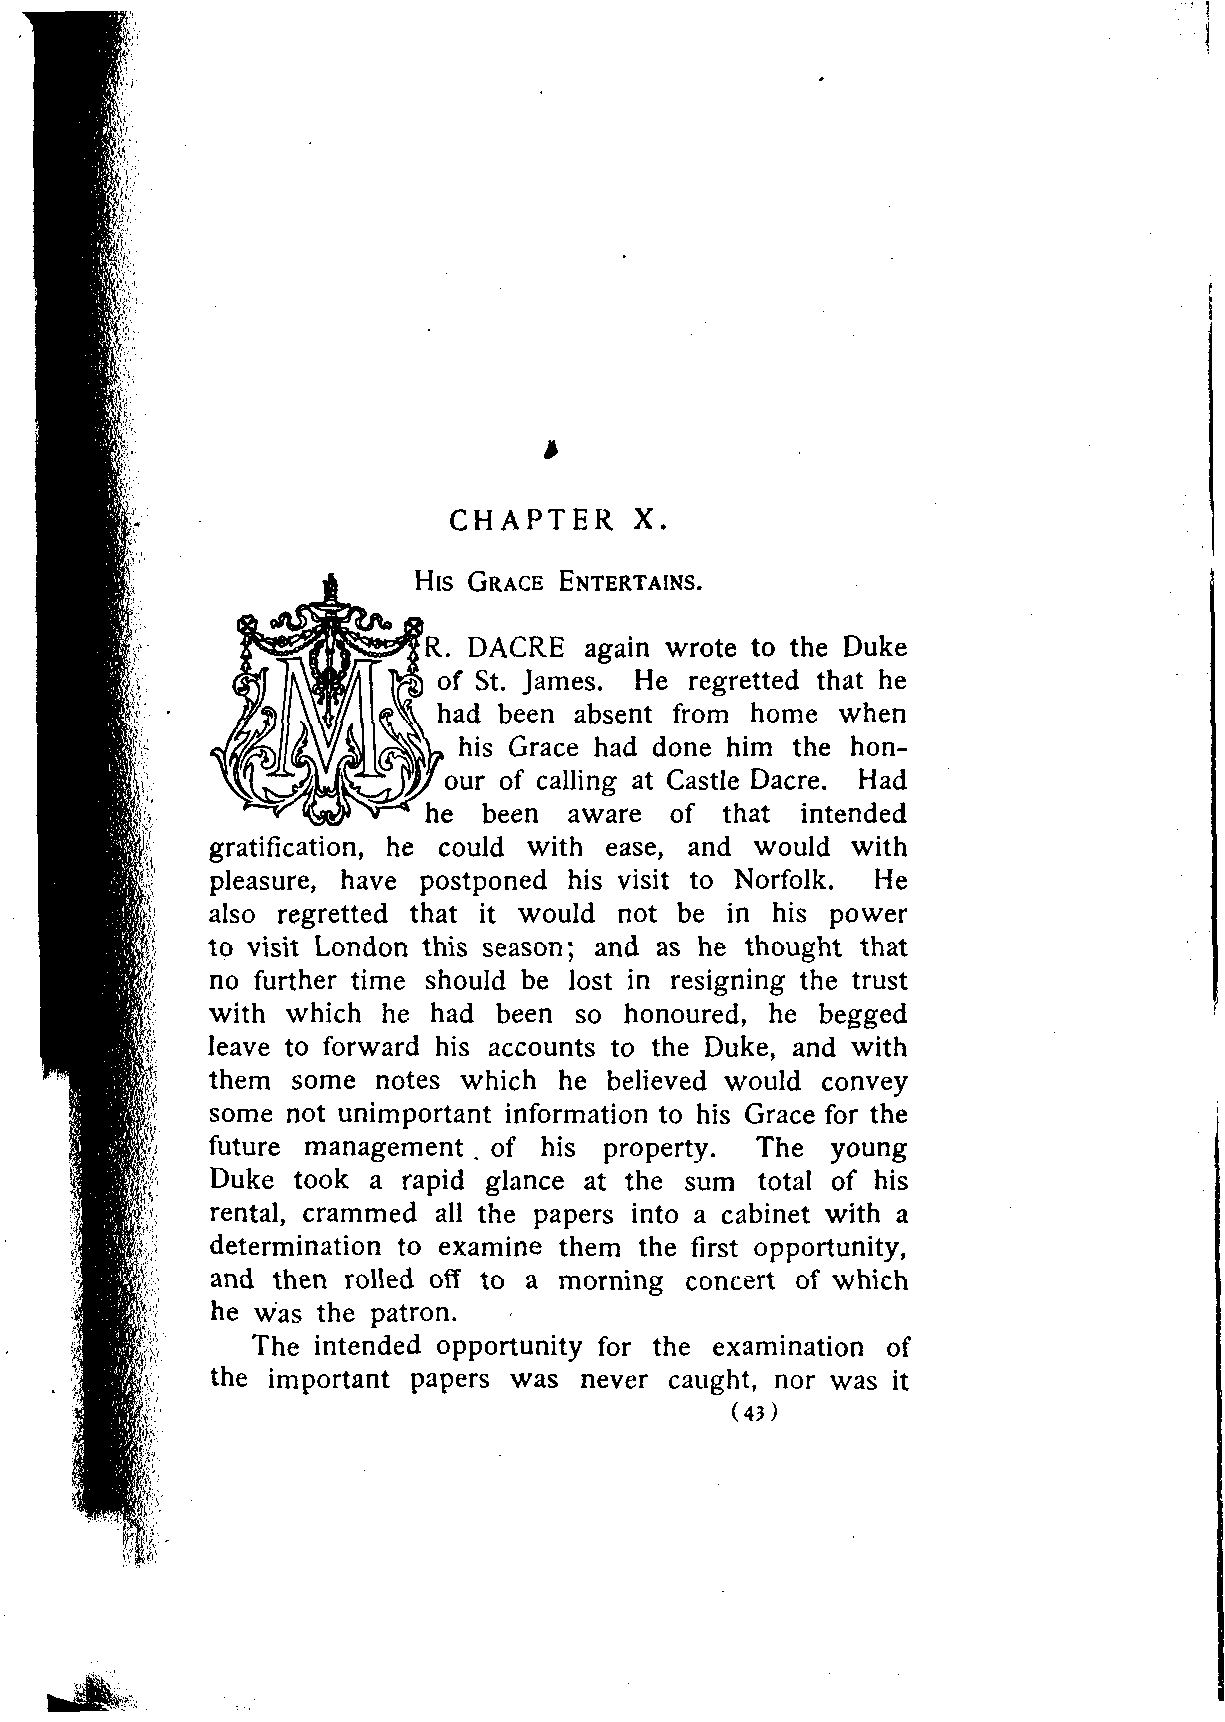 CHAPTER X.
HIS GRACE ENTERTAINS.
MR. DACRE again wrote to the Duke
of St. James. He regretted that he
had been absent from home when
his Grace had done him the hon-
our of calling at Castle Dacre. Had
he been aware of that intended
gratification, he could with ease, and would with
pleasure, have postponed his visit to Norfolk. He
also regretted that it would not be in his power
to visit London this season; and as he thought that
no further time should be lost in resigning the trust
with which he had been so honoured, he begged
leave to forward his accounts to the Duke, and with
them some notes which he believed would convey
some not unimportant information to his Grace for the
future management of his property. The young
Duke took a rapid glance at the sum total of his
rental, crammed all the papers into a cabinet with a
determination to examine them the first opportunity,
and then rolled off to a morning concert of which
he was the patron.
The intended opportunity for the examination of
the important papers was never caught, nor was it
(43)